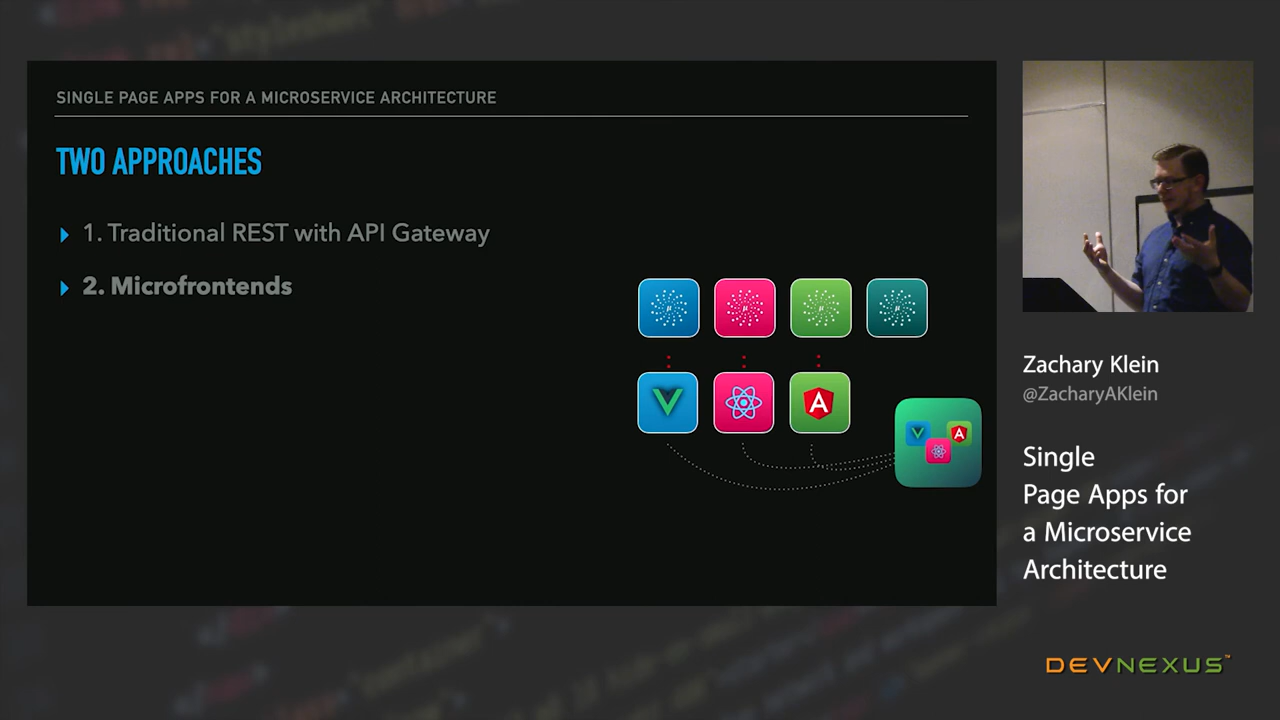 SINGLE PAGE APPS FOR A MICROSERVICE ARCHITECTURE
TWO APPROACHES
1. Traditional REST with API Gateway
2. Microfrontends
Zachary Klein
@ZacharyAKlein
Single
Page Apps for
a Microservice
Architecture
DEVNEXUS™